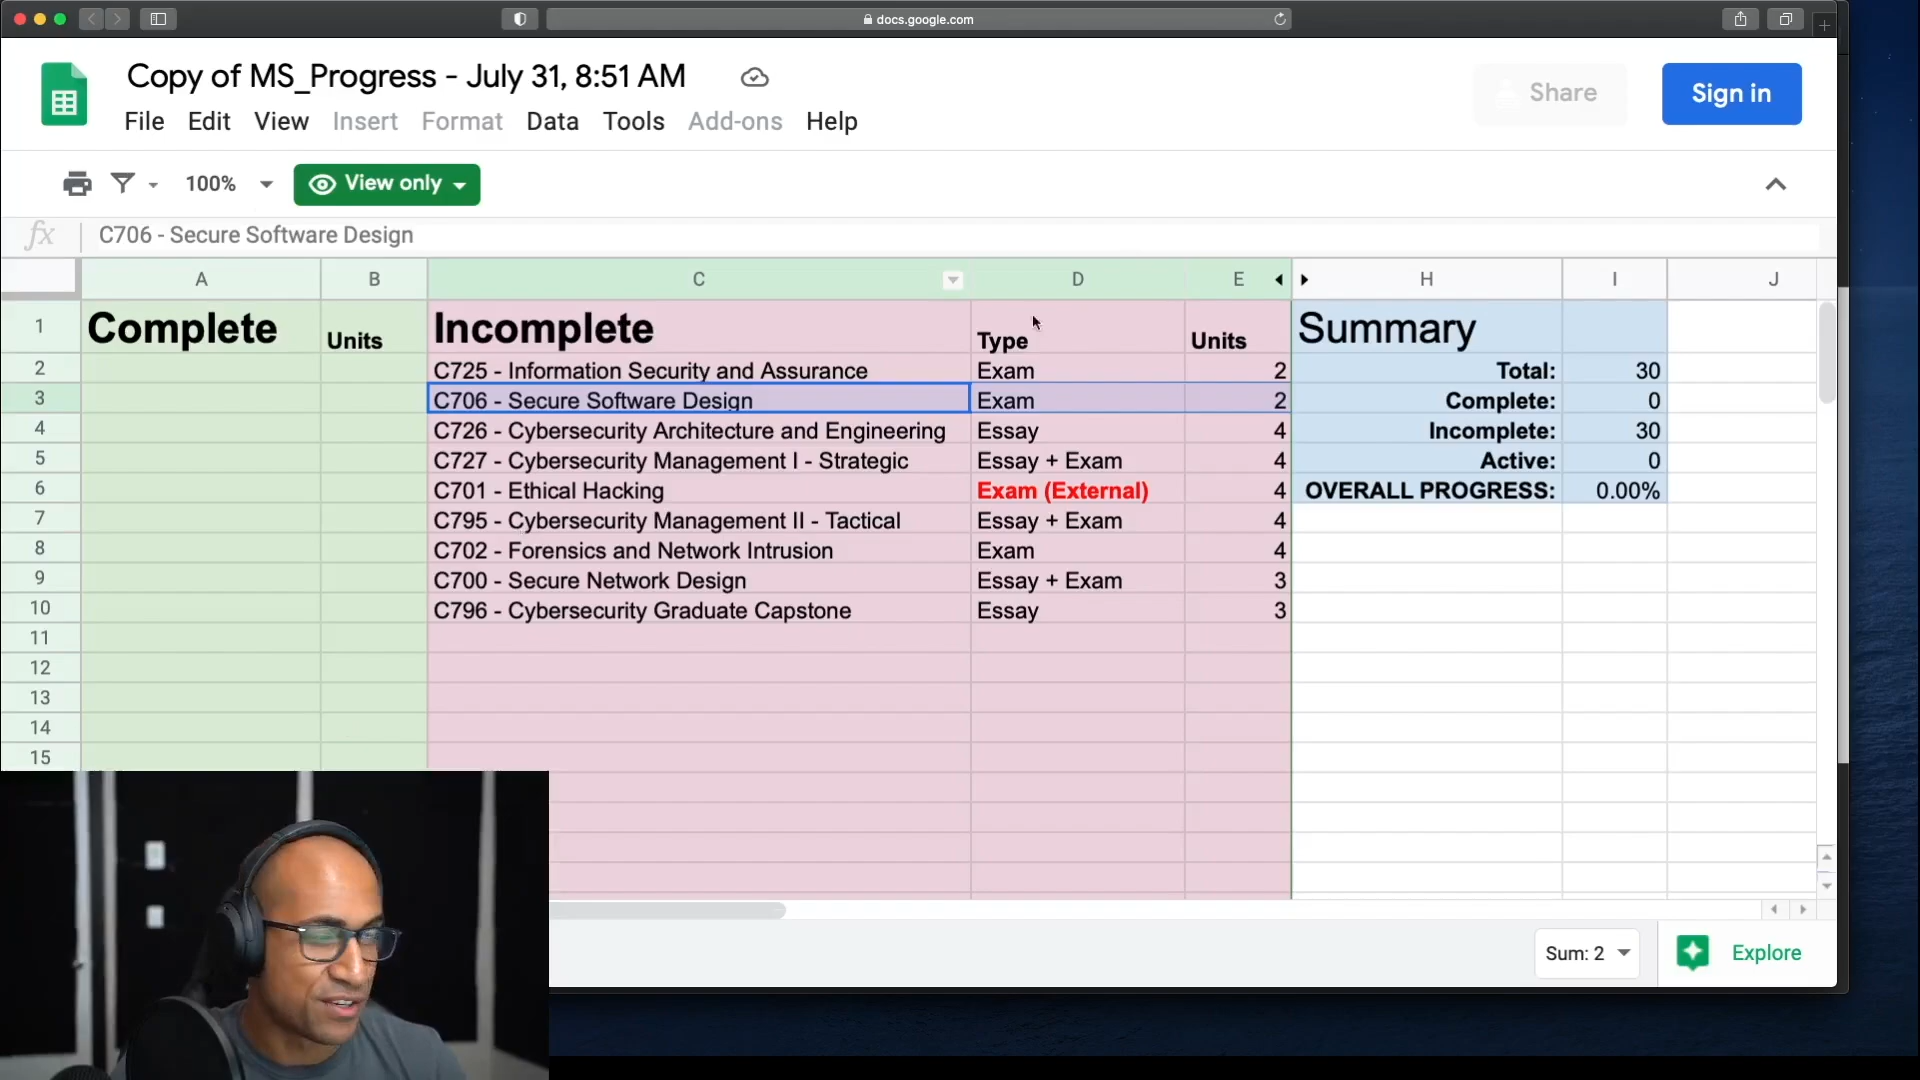 docs.google.com
Copy of MS_Progress - July 31, 8:51 AM
Share
Sign in
File Edit View Insert Format Data Tools Add-ons Help
100% View only
fx C706 - Secure Software Design
A B C D E H I J
1 Complete Units Incomplete Type Units Summary
2 C725 - Information Security and Assurance Exam 2 Total: 30
3 C706 - Secure Software Design Exam 2 Complete: 0
4 C726 - Cybersecurity Architecture and Engineering Essay 4 Incomplete: 30
5 C727 - Cybersecurity Management I - Strategic Essay + Exam 4 Active: 0
6 C701 - Ethical Hacking Exam (External) 4 OVERALL PROGRESS: 0.00%
7 C795 - Cybersecurity Management II - Tactical Essay + Exam 4
8 C702 - Forensics and Network Intrusion Exam 4
9 C700 - Secure Network Design Essay + Exam 3
10 C796 - Cybersecurity Graduate Capstone Essay 3
11
12
13
14
15
Sum: 2 Explore